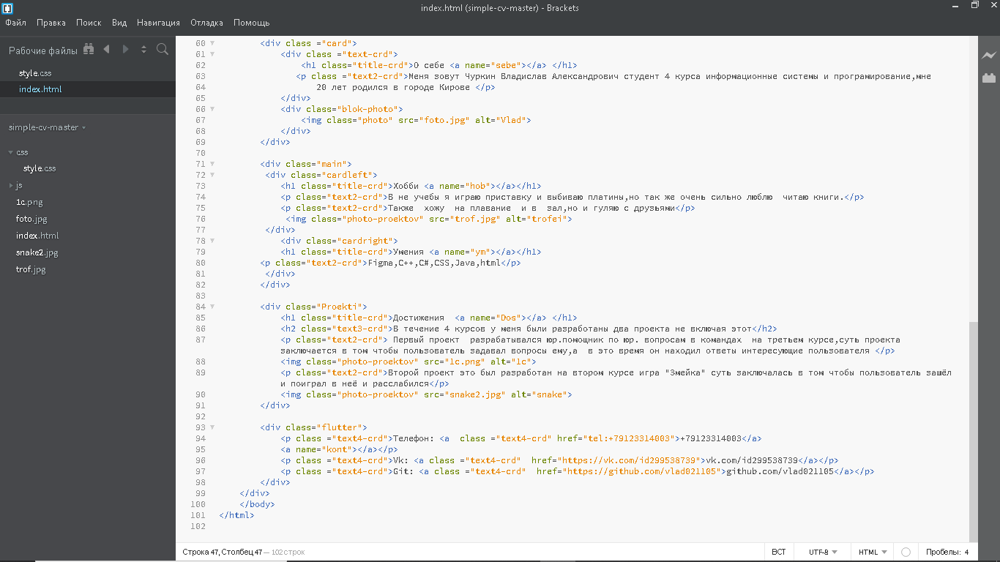 index.html (simple-cv-master) - Brackets
Файл Правка Поиск Вид Навигация Отладка Помощь
Рабочие файлы
style.css
index.html
simple-cv-master
css
style.css
js
1c.png
foto.jpg
index.html
snake2.jpg
trof.jpg
60 <div class ="card">
61 <div class ="text-crd">
62 <h1 class="title-crd">О себе <a name="sebe"></a> </h1>
63 <p class ="text2-crd">Меня зовут Чуркин Владислав Александрович студент 4 курса информационные системы и програмирование,мне
64 20 лет родился в городе Кирове </p>
65 </div>
66 <div class="blok-photo">
67 <img class="photo" src="foto.jpg" alt="Vlad">
68 </div>
69 </div>
70
71 <div class="main">
72 <div class="cardleft">
73 <h1 class="title-crd">Хобби <a name="hob"></a></h1>
74 <p class="text2-crd">В не учебы я играю приставку и выбиваю платины,но так же очень сильно люблю  читаю книги.</p>
75 <p class="text2-crd">Также  хожу  на плавание  и в  зал,но и гуляю с друзьями</p>
76 <img class="photo-proektov" src="trof.jpg" alt="trofei">
77 </div>
78 <div class="cardright">
79 <h1 class="title-crd">Умения <a name="ym"></a></h1>
80 <p class="text2-crd">Figma,C++,C#,CSS,Java,html</p>
81 </div>
82 </div>
83
84 <div class="Proekti">
85 <h1 class="title-crd">Достижения  <a name="Dos"></a> </h1>
86 <h2 class="text3-crd">В течение 4 курсов у меня были разработаны два проекта не включая этот</h2>
87 <p class="text2-crd"> Первый проект  разрабатывался юр.помощник по юр. вопросам в командах  на третьем курсе,суть проекта
заключается в том чтобы пользователь задавал вопросы ему,а  в это время он находил ответы интересующие пользователя </p>
88 <img class="photo-proektov" src="1c.png" alt="1c">
89 <p class="text2-crd">Второй проект это был разработан на втором курсе игра "Змейка" суть заключалась в том чтобы пользователь зашёл
и поиграл в неё и расслабился</p>
90 <img class="photo-proektov" src="snake2.jpg" alt="snake">
91 </div>
92
93 <div class="flutter">
94 <p class ="text4-crd">Телефон: <a  class ="text4-crd" href="tel:+79123314003">+79123314003</a>
95 <a name="kont"></a></p>
96 <p class ="text4-crd">Vk: <a class ="text4-crd"  href="https://vk.com/id299538739">vk.com/id299538739</a></p>
97 <p class ="text4-crd">Git: <a class ="text4-crd"  href="https://github.com/vlad021105">github.com/vlad021105</a></p>
98 </div>
99 </div>
100 </body>
101 </html>
102
Строка 47, Столбец 47 — 102 строк ВСТ UTF-8 HTML Пробелы: 4